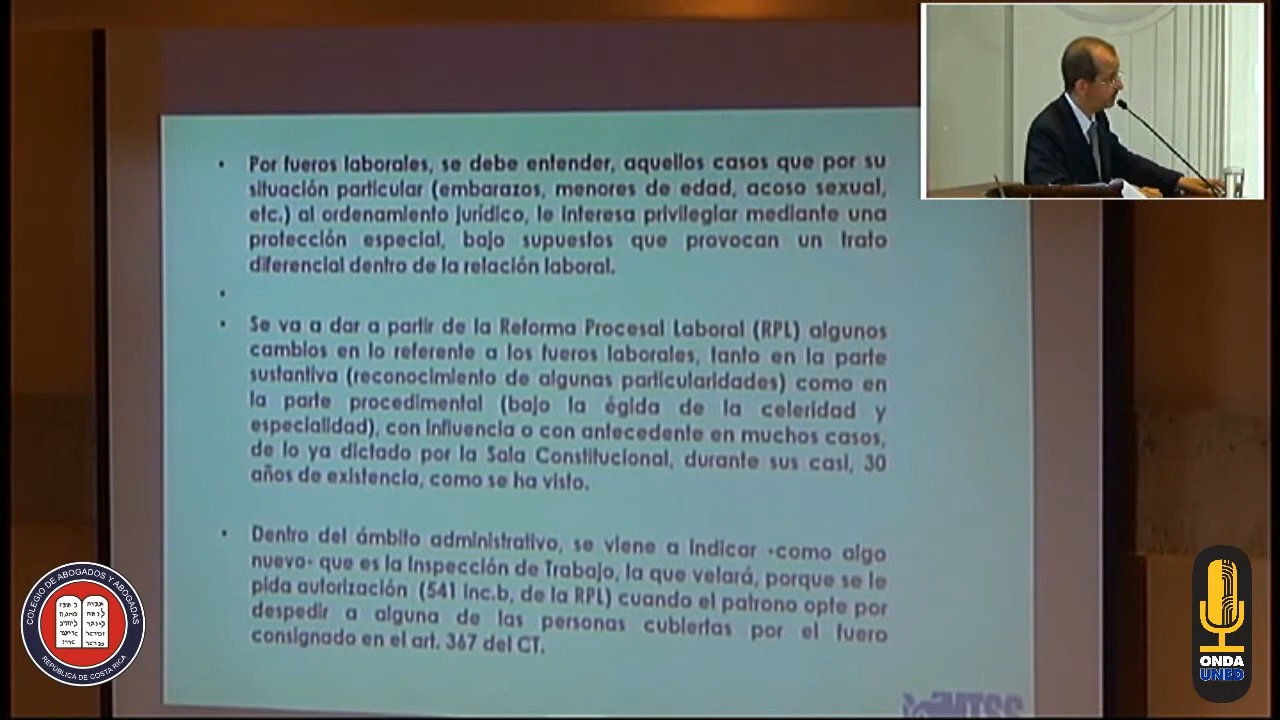 Por fueros laborales, se debe entender, aquellos casos que por su
situación particular (embarazos, menores de edad, acoso sexual,
etc.) al ordenamiento jurídico, le interesa privilegiar mediante una
protección especial, bajo supuestos que provocan un trato
diferencial dentro de la relación laboral.
Se va a dar a partir de la Reforma Procesal Laboral (RPL) algunos
cambios en lo referente a los fueros laborales, tanto en la parte
sustantiva (reconocimiento de algunas particularidades) como en
la parte procedimental (bajo la égida de la celeridad y
especialidad), con influencia o con antecedente en muchos casos,
de lo ya dictado por la Sala Constitucional, durante sus casi, 30
años de existencia, como se ha visto.
Dentro del ámbito administrativo, se viene a indicar -como algo
nuevo- que es la Inspección de Trabajo, la que velará, porque se le
pida autorización (541 inc.b, de la RPL) cuando el patrono opte por
despedir a alguna de las personas cubiertas por el fuero
consignado en el art. 367 del CT.
MTSS
COLEGIO DE ABOGADOS Y ABOGADAS
REPÚBLICA DE COSTA RICA
ONDA
UNED